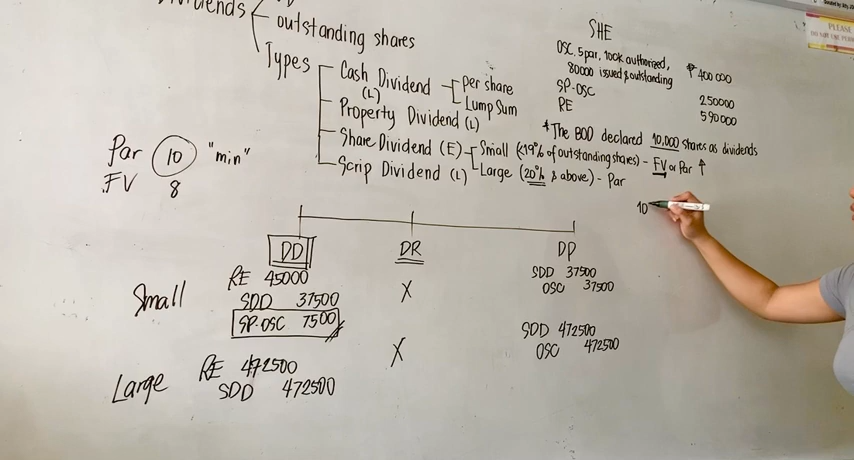 Dividends
outstanding shares
Types
Cash Dividend (L)
Per share
Lump Sum
Property Dividend (L)
Share Dividend (E)
Small (<19% of outstanding shares) - FV or Par ↑
Large (20% & above) - Par
Scrip Dividend (L)
SHE
OSC, 5 par, 100k authorized,
80000 issued & outstanding ₱400 000
SP-OSC 250000
RE 590000
* The BOD declared 10,000 shares as dividends
10
Par 10 "min"
FV 8
DD DR DP
Small
RE 45000
SDD 37500
SP-OSC 7500
X
SDD 37500
OSC 37500
Large
RE 472500
SDD 472500
X
SDD 472500
OSC 472500
PLEASE